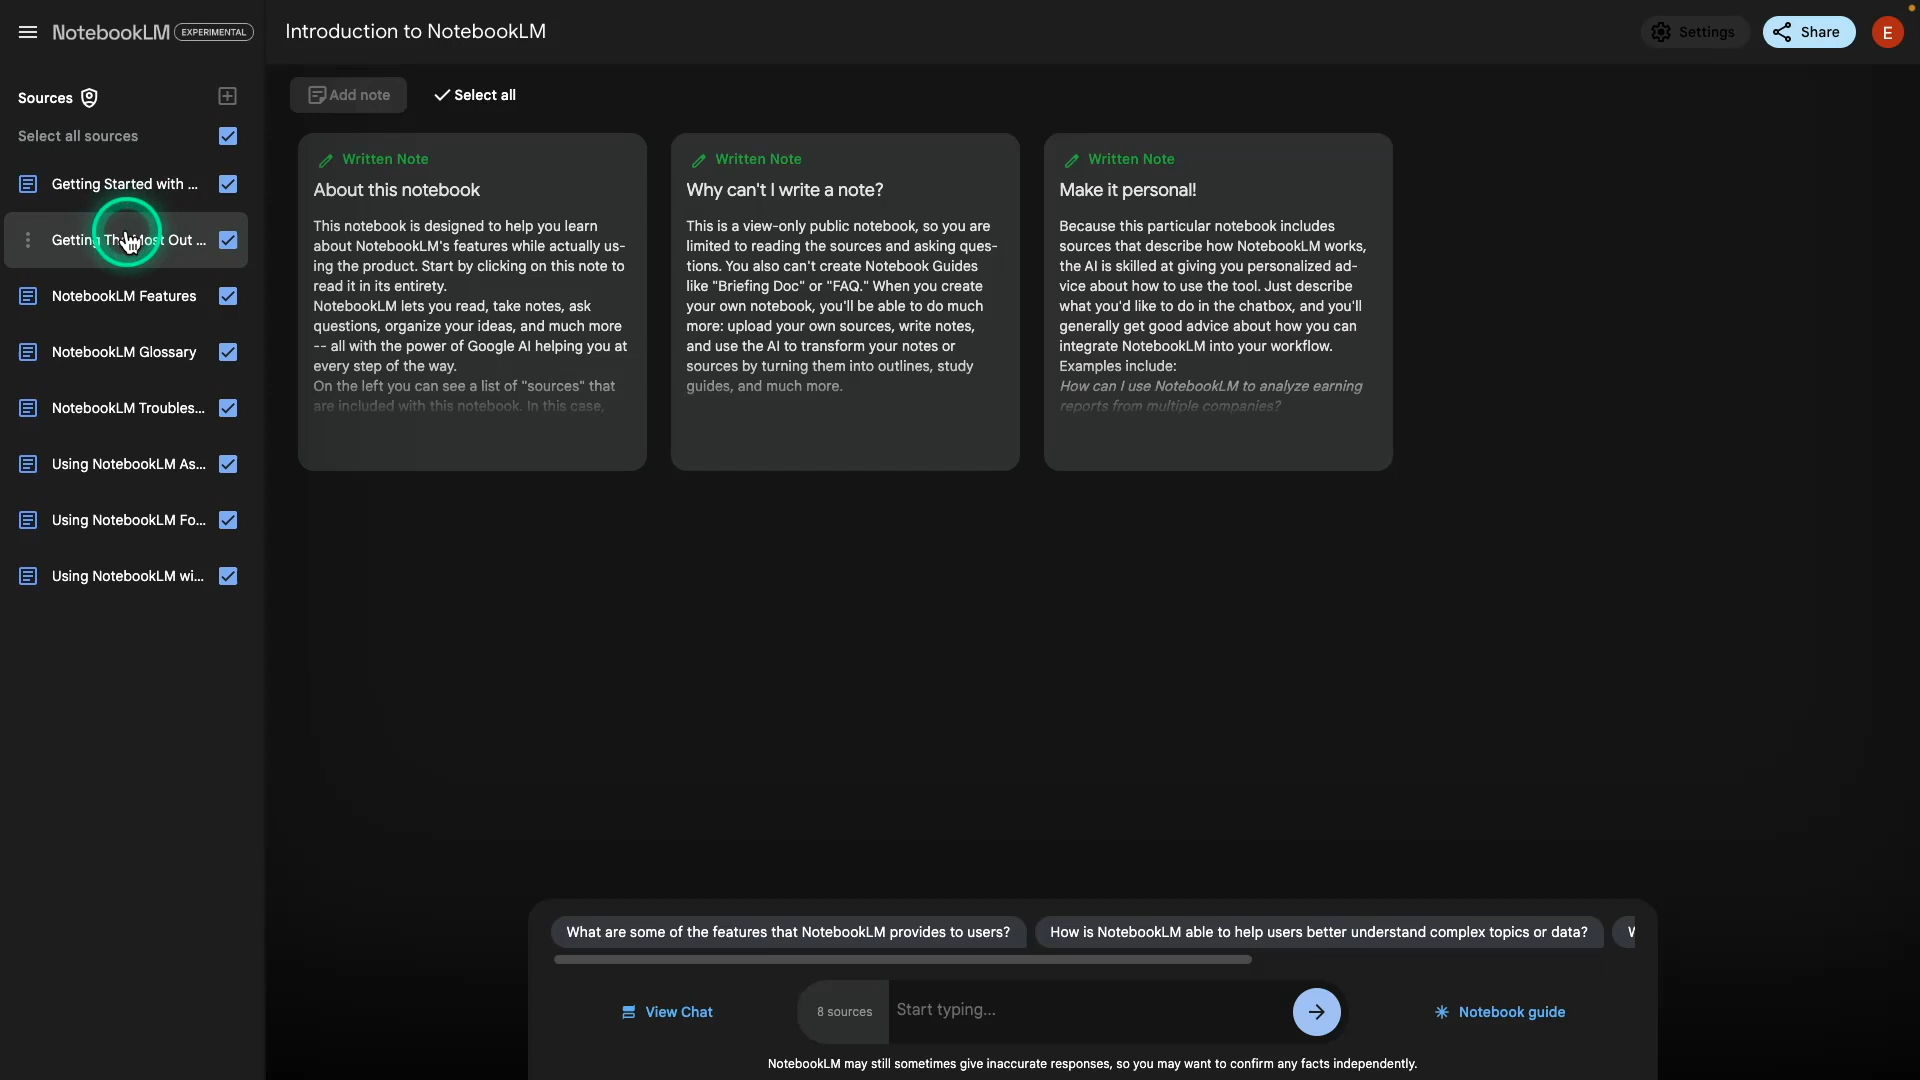 NotebookLM EXPERIMENTAL
Introduction to NotebookLM
Settings
Share
E
Sources
Select all sources
Getting Started with ...
Getting The Most Out ...
NotebookLM Features
NotebookLM Glossary
NotebookLM Troubles...
Using NotebookLM As...
Using NotebookLM Fo...
Using NotebookLM wi...
Add note
Select all
Written Note
About this notebook
This notebook is designed to help you learn
about NotebookLM's features while actually us-
ing the product. Start by clicking on this note to
read it in its entirety.
NotebookLM lets you read, take notes, ask
questions, organize your ideas, and much more
-- all with the power of Google AI helping you at
every step of the way.
On the left you can see a list of "sources" that
are included with this notebook. In this case,
Written Note
Why can't I write a note?
This is a view-only public notebook, so you are
limited to reading the sources and asking ques-
tions. You also can't create Notebook Guides
like "Briefing Doc" or "FAQ." When you create
your own notebook, you'll be able to do much
more: upload your own sources, write notes,
and use the AI to transform your notes or
sources by turning them into outlines, study
guides, and much more.
Written Note
Make it personal!
Because this particular notebook includes
sources that describe how NotebookLM works,
the AI is skilled at giving you personalized ad-
vice about how to use the tool. Just describe
what you'd like to do in the chatbox, and you'll
generally get good advice about how you can
integrate NotebookLM into your workflow.
Examples include:
How can I use NotebookLM to analyze earning
reports from multiple companies?
What are some of the features that NotebookLM provides to users?
How is NotebookLM able to help users better understand complex topics or data?
View Chat
8 sources
Start typing...
Notebook guide
NotebookLM may still sometimes give inaccurate responses, so you may want to confirm any facts independently.